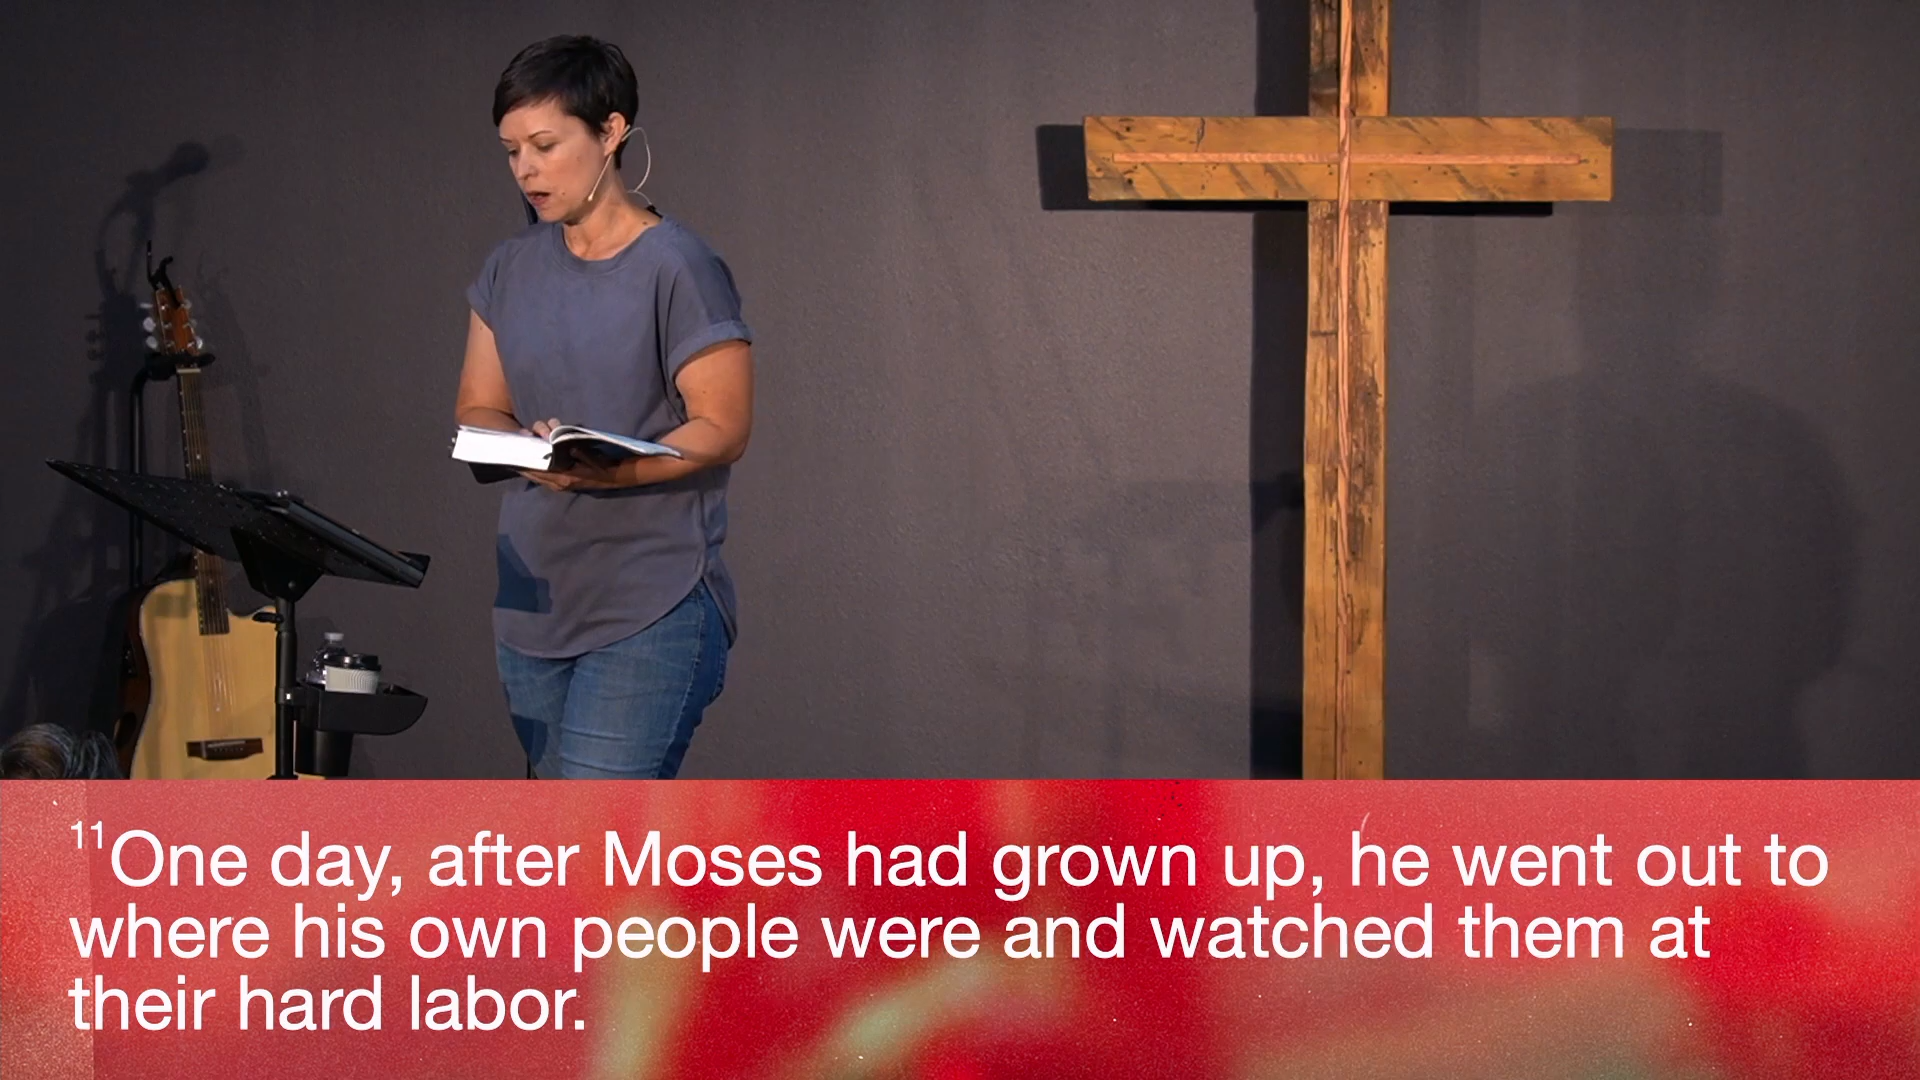 11One day, after Moses had grown up, he went out to
where his own people were and watched them at
their hard labor.